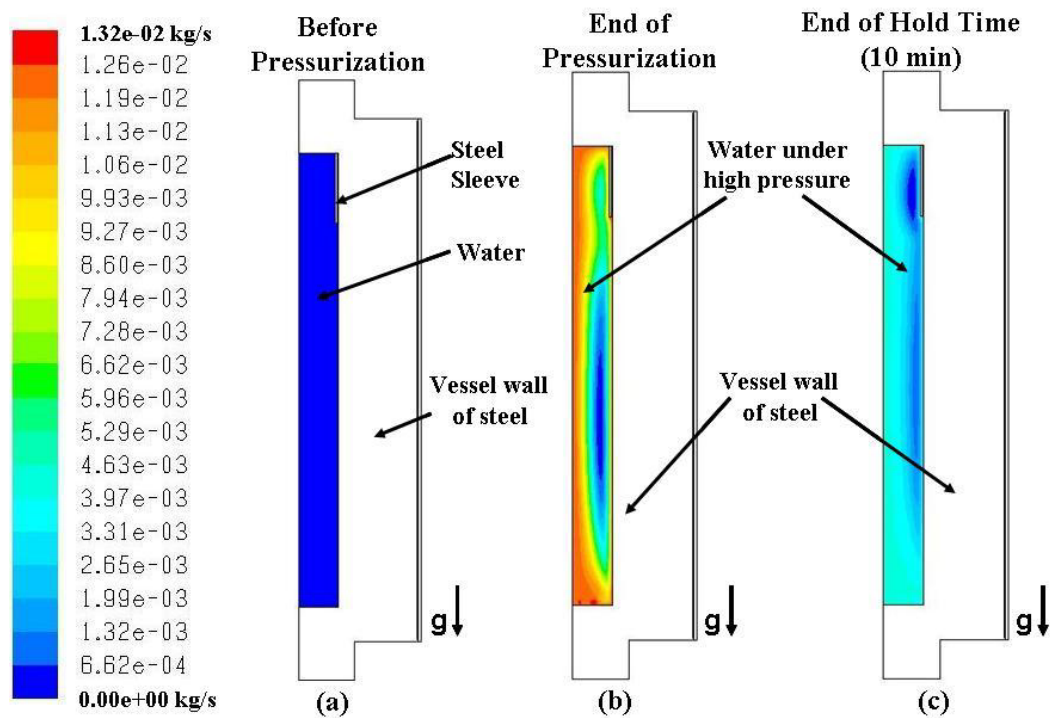 1.32e-02 kg/s
1.26e-02
1.19e-02
1.13e-02
1.06e-02
9.93e-03
9.27e-03
8.60e-03
7.94e-03
7.28e-03
6.62e-03
5.96e-03
5.29e-03
4.63e-03
3.97e-03
3.31e-03
2.65e-03
1.99e-03
1.32e-03
6.62e-04
0.00e+00 kg/s
Before
Pressurization
Steel
Sleeve
Water
Vessel wall
of steel
g
(a)
End of
Pressurization
Water under
high pressure
Vessel wall
of steel
g
(b)
End of Hold Time
(10 min)
g
(c)